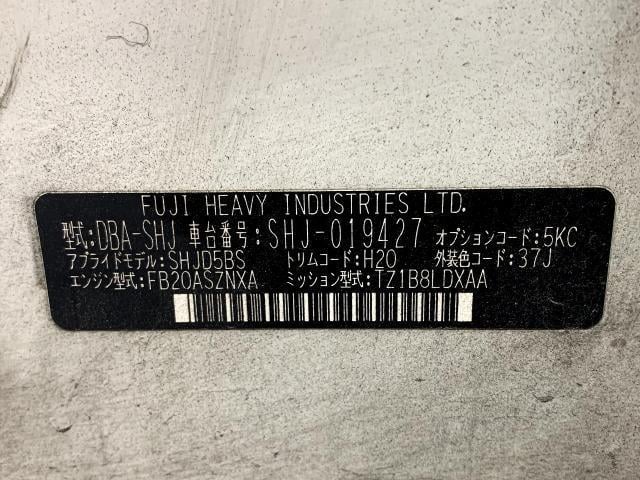 FUJI HEAVY INDUSTRIES LTD.
型式:DBA-SHJ 車台番号:SHJ-019427 オプションコード:5KC
アプライドモデル:SHJD5BS トリムコード:H20 外装色コード:37J
エンジン型式:FB20ASZNXA ミッション型式:TZ1B8LDXAA